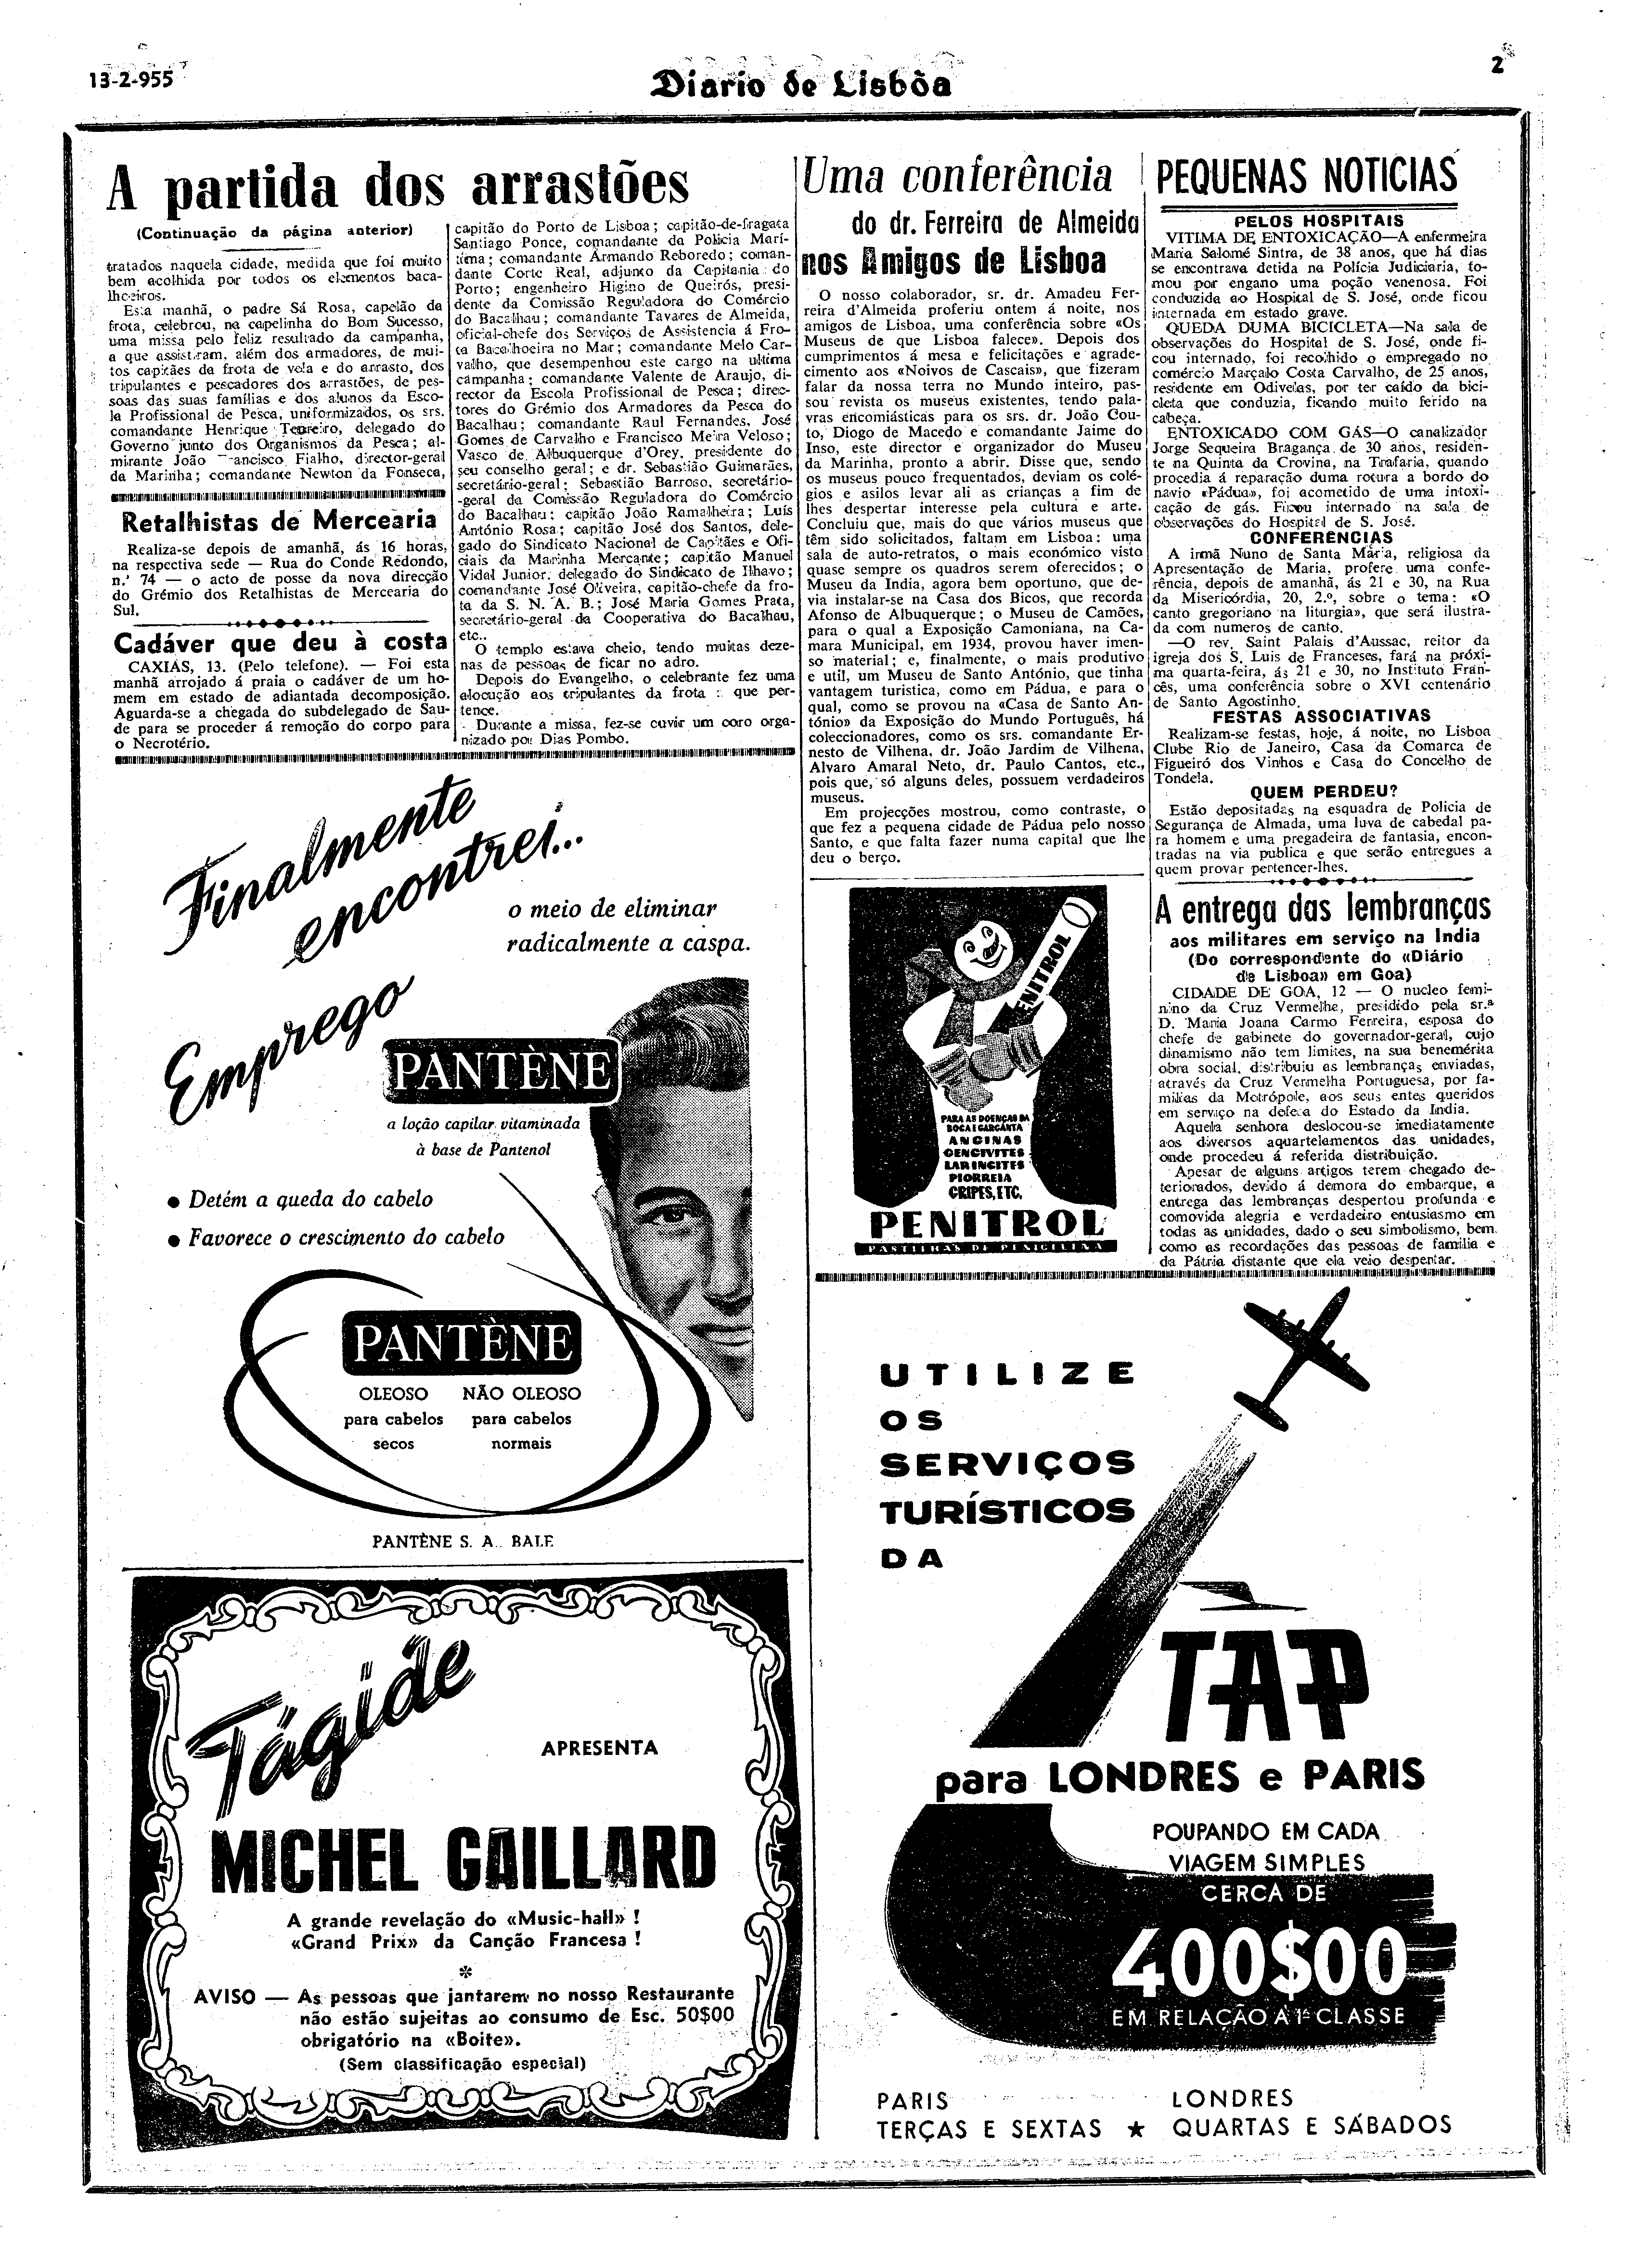 13-2-955
Diario de Lisbôa
2
A partida dos arrastões
(Continuação da página anterior)
tratados naquela cidade, medida que foi muito
bem acolhida por todos os elementos baca-
lhoeiros.
Esta manhã, o padre Sá Rosa, capelão da
frota, celebrou, na capelinha do Bom Sucesso,
uma missa pelo feliz resultado da campanha,
a que assistiram, além dos armadores, de mui-
tos capitães da frota de vela e do arrasto, dos
tripulantes e pescadores dos arrastões, de pes-
soas das suas famílias e dos alunos da Esco-
la Profissional de Pesca, uniformizados, os srs.
comandante Henrique Tenreiro, delegado do
Governo junto dos Organismos da Pesca; al-
mirante João Francisco Fialho, director-geral
da Marinha; comandante Newton da Fonseca,
capitão do Porto de Lisboa; capitão-de-fragata
Santiago Ponce, comandante da Policia Marí-
tima; comandante Armando Reboredo; coman-
dante Corte Real, adjunto da Capitania do
Porto; engenheiro Higino de Queirós, presi-
dente da Comissão Reguladora do Comércio
do Bacalhau; comandante Tavares de Almeida,
oficial-chefe dos Serviços de Assistencia á Fro-
ta Bacalhoeira no Mar; comandante Melo Car-
valho, que desempenhou este cargo na ultima
campanha; comandante Valente de Araujo, di-
rector da Escola Profissional de Pesca; direc-
tores do Grémio dos Armadores da Pesca do
Bacalhau; comandante Raul Fernandes, José
Gomes de Carvalho e Francisco Meira Veloso;
Vasco de Albuquerque d'Orey, presidente do
seu conselho geral; e dr. Sebastião Guimarães,
secretário-geral; Sebastião Barroso, secretário-
-geral da Comissão Reguladora do Comércio
do Bacalhau; capitão João Ramalheira; Luís
António Rosa; capitão José dos Santos, dele-
gado do Sindicato Nacional de Capitães e Ofi-
ciais da Marinha Mercante; capitão Manuel
Vidal Junior, delegado do Sindicato de Ilhavo;
comandante José Oliveira, capitão-chefe da fro-
ta da S. N. A. B.; José Maria Gomes Prata,
secretário-geral da Cooperativa do Bacalhau,
etc..
O templo estava cheio, tendo muitas deze-
nas de pessoas de ficar no adro.
Depois do Evangelho, o celebrante fez uma
alocução aos tripulantes da frota a que per-
tence.
Durante a missa, fez-se ouvir um coro orga-
nizado por Dias Pombo.
Retalhistas de Mercearia
Realiza-se depois de amanhã, ás 16 horas,
na respectiva sede — Rua do Conde Redondo,
n.º 74 — o acto de posse da nova direcção
do Grémio dos Retalhistas de Mercearia do
Sul.
Cadáver que deu à costa
CAXIAS, 13. (Pelo telefone). — Foi esta
manhã arrojado á praia o cadáver de um ho-
mem em estado de adiantada decomposição.
Aguarda-se a chegada do subdelegado de Sau-
de para se proceder á remoção do corpo para
o Necrotério.
Uma conferência
do dr. Ferreira de Almeida
nos Amigos de Lisboa
O nosso colaborador, sr. dr. Amadeu Fer-
reira d'Almeida proferiu ontem á noite, nos
amigos de Lisboa, uma conferência sobre «Os
Museus de que Lisboa falece». Depois dos
cumprimentos á mesa e felicitações e agrade-
cimento aos «Noivos de Cascais», que fizeram
falar da nossa terra no Mundo inteiro, pas-
sou revista os museus existentes, tendo pala-
vras encomiásticas para os srs. dr. João Cou-
to, Diogo de Macedo e comandante Jaime do
Inso, este director e organizador do Museu
da Marinha, pronto a abrir. Disse que, sendo
os museus pouco frequentados, deviam os colé-
gios e asilos levar ali as crianças a fim de
lhes despertar interesse pela cultura e arte.
Concluiu que, mais do que vários museus que
têm sido solicitados, faltam em Lisboa: uma
sala de auto-retratos, o mais económico visto
quase sempre os quadros serem oferecidos; o
Museu da India, agora bem oportuno, que de-
via instalar-se na Casa dos Bicos, que recorda
Afonso de Albuquerque; o Museu de Camões,
para o qual a Exposição Camoniana, na Ca-
mara Municipal, em 1934, provou haver imen-
so material; e, finalmente, o mais produtivo
e util, um Museu de Santo António, que tinha
vantagem turistica, como em Pádua, e para o
qual, como se provou na «Casa de Santo An-
tónio» da Exposição do Mundo Português, há
coleccionadores, como os srs. comandante Er-
nesto de Vilhena, dr. João Jardim de Vilhena,
Alvaro Amaral Neto, dr. Paulo Cantos, etc.,
pois que, só alguns deles, possuem verdadeiros
museus.
Em projecções mostrou, como contraste, o
que fez a pequena cidade de Pádua pelo nosso
Santo, e que falta fazer numa capital que lhe
deu o berço.
PEQUENAS NOTICIAS
PELOS HOSPITAIS
VITIMA DE ENTOXICAÇÃO—A enfermeira
Maria Salomé Sintra, de 38 anos, que há dias
se encontrava detida na Polícia Judiciaria, to-
mou por engano uma poção venenosa. Foi
conduzida ao Hospital de S. José, onde ficou
internada em estado grave.
QUEDA DUMA BICICLETA—Na sala de
observações do Hospital de S. José, onde fi-
cou internado, foi recolhido o empregado no
comércio Marçalo Costa Carvalho, de 25 anos,
residente em Odivelas, por ter caído da bici-
cleta que conduzia, ficando muito ferido na
cabeça.
ENTOXICADO COM GÁS—O canalizador
Jorge Sequeira Bragança de 30 anos, residen-
te na Quinta da Crovina, na Trafaria, quando
procedia á reparação duma rotura a bordo do
navio «Pádua», foi acometido de uma intoxi-
cação de gás. Ficou internado na sala de
observações do Hospital de S. José.
CONFERÊNCIAS
A irmã Nuno de Santa Mária, religiosa da
Apresentação de Maria, profere uma confe-
rência, depois de amanhã, ás 21 e 30, na Rua
da Misericórdia, 20, 2.º, sobre o tema: «O
canto gregoriano na liturgia», que será ilustra-
da com numeros de canto.
—O rev. Saint Palais d'Aussac, reitor da
igreja dos S. Luis de Franceses, fará na próxi-
ma quarta-feira, ás 21 e 30, no Instituto Fran-
cês, uma conferência sobre o XVI centenário
de Santo Agostinho.
FESTAS ASSOCIATIVAS
Realizam-se festas, hoje, á noite, no Lisboa
Clube Rio de Janeiro, Casa da Comarca de
Figueiró dos Vinhos e Casa do Concelho de
Tondela.
QUEM PERDEU?
Estão depositadas na esquadra de Policia de
Segurança de Almada, uma luva de cabedal pa-
ra homem e uma pregadeira de fantasia, encon-
tradas na via publica e que serão entregues a
quem provar pertencer-lhes.
A entrega das lembranças
aos militares em serviço na India
(Do correspondente do «Diário
de Lisboa» em Goa)
CIDADE DE GOA, 12 — O nucleo femi-
nino da Cruz Vermelhe, presidido pela sr.ª
D. Maria Joana Carmo Ferreira, esposa do
chefe de gabinete do governador-geral, cujo
dinamismo não tem limites, na sua benemérita
obra social, distribuiu as lembranças enviadas,
através da Cruz Vermelha Portuguesa, por fa-
milias da Metrópole, aos seus entes queridos
em serviço na defesa do Estado da India.
Aquela senhora deslocou-se imediatamente
aos diversos aquartelamentos das unidades,
onde procedeu á referida distribuição.
Apesar de alguns artigos terem chegado de-
teriorados, devido á demora do embarque, a
entrega das lembranças despertou profunda e
comovida alegria e verdadeiro entusiasmo em
todas as unidades, dado o seu simbolismo, bem
como as recordações das pessoas de família e
da Pátria distante que ela veio despertar.
Finalmente
encontrei...
o meio de eliminar
radicalmente a caspa.
Emprego
PANTÈNE
a loção capilar vitaminada
à base de Pantenol
● Detém a queda do cabelo
● Favorece o crescimento do cabelo
PANTÈNE
OLEOSO NÃO OLEOSO
para cabelos para cabelos
secos normais
PANTÈNE S. A. BALE
PENITROL
PARA AS DOENÇAS DA
BOCA E GARGANTA
ANGINAS
GENGIVITES
LARINGITES
PIORREIA
GRIPES, ETC.
PENITROL
PASTILHAS DE PENICILINA
Tágide
APRESENTA
MICHEL GAILLARD
A grande revelação do «Music-hall» !
«Grand Prix» da Canção Francesa !
*
AVISO — As pessoas que jantarem no nosso Restaurante
não estão sujeitas ao consumo de Esc. 50$00
obrigatório na «Boite».
(Sem classificação especial)
UTILIZE
OS
SERVIÇOS
TURÍSTICOS
DA
TAP
para LONDRES e PARIS
POUPANDO EM CADA
VIAGEM SIMPLES
CERCA DE
400$00
EM RELAÇÃO A 1ª CLASSE
PARIS LONDRES
TERÇAS E SEXTAS ★ QUARTAS E SÁBADOS